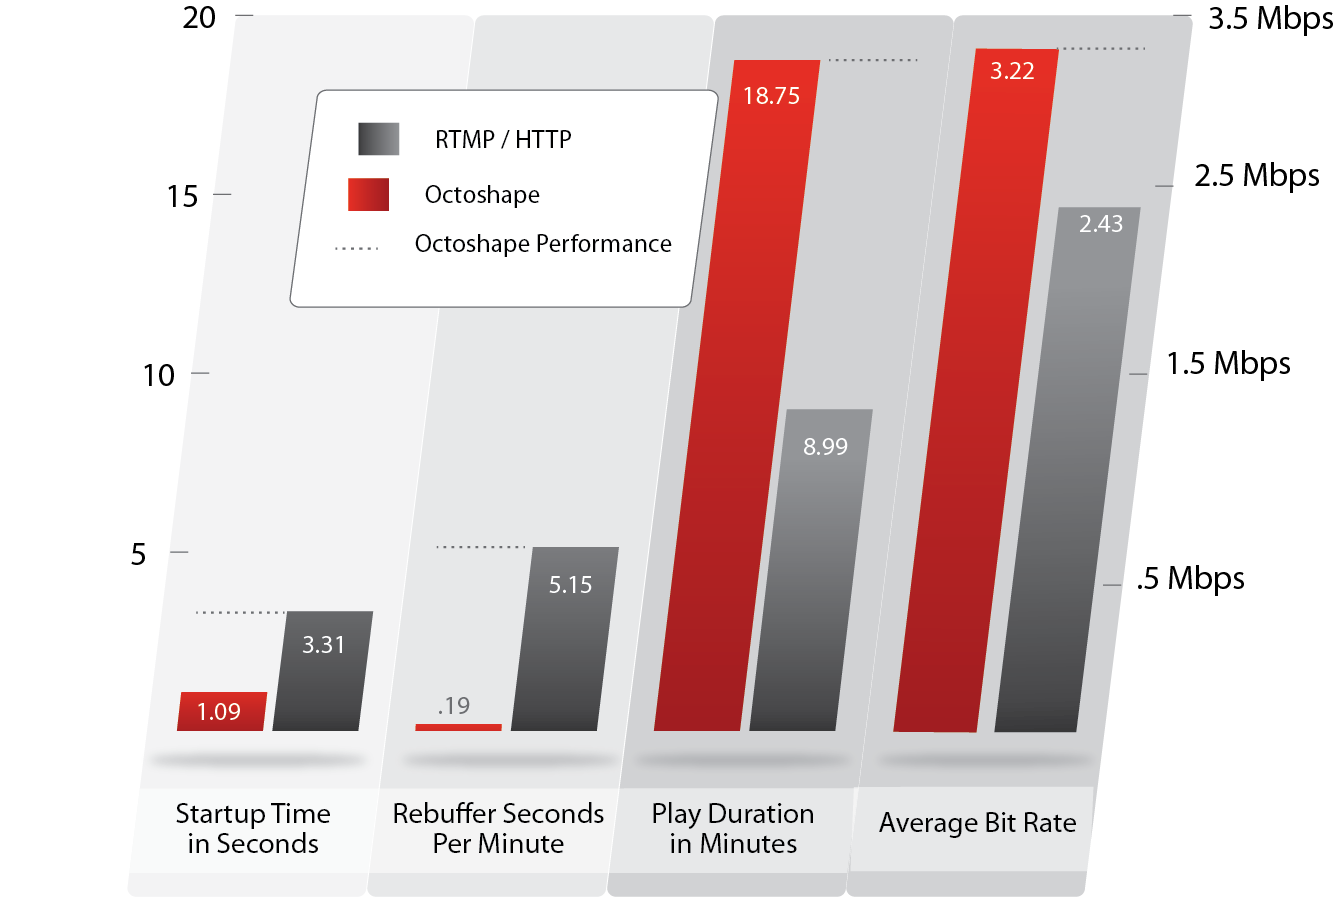 20
3.5 Mbps
18.75
3.22
RTMP / HTTP
2.5 Mbps
15
Octoshape
2.43
Octoshape Performance
1.5 Mbps
10
8.99
5
.5 Mbps
5.15
3.31
.19
1.09
Startup Time
in Seconds
Rebuffer Seconds
Per Minute
Play Duration
in Minutes
Average Bit Rate